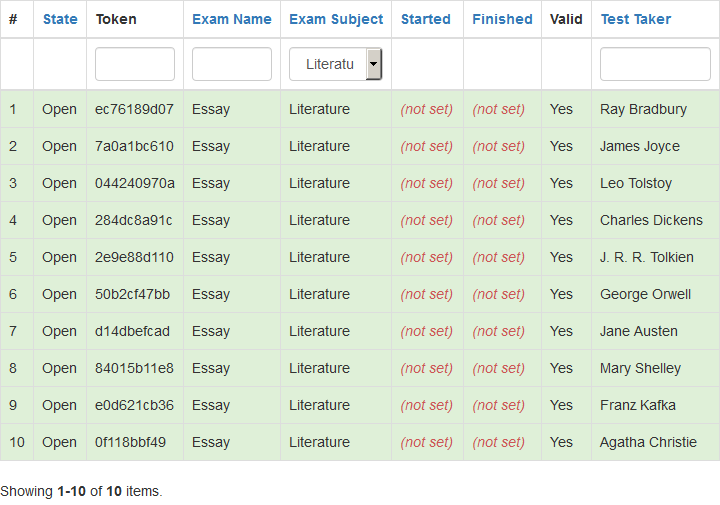 # State Token Exam Name Exam Subject Started Finished Valid Test Taker
Literatu
1 Open ec76189d07 Essay Literature (not set) (not set) Yes Ray Bradbury
2 Open 7a0a1bc610 Essay Literature (not set) (not set) Yes James Joyce
3 Open 044240970a Essay Literature (not set) (not set) Yes Leo Tolstoy
4 Open 284dc8a91c Essay Literature (not set) (not set) Yes Charles Dickens
5 Open 2e9e88d110 Essay Literature (not set) (not set) Yes J. R. R. Tolkien
6 Open 50b2cf47bb Essay Literature (not set) (not set) Yes George Orwell
7 Open d14dbefcad Essay Literature (not set) (not set) Yes Jane Austen
8 Open 84015b11e8 Essay Literature (not set) (not set) Yes Mary Shelley
9 Open e0d621cb36 Essay Literature (not set) (not set) Yes Franz Kafka
10 Open 0f118bbf49 Essay Literature (not set) (not set) Yes Agatha Christie
Showing 1-10 of 10 items.